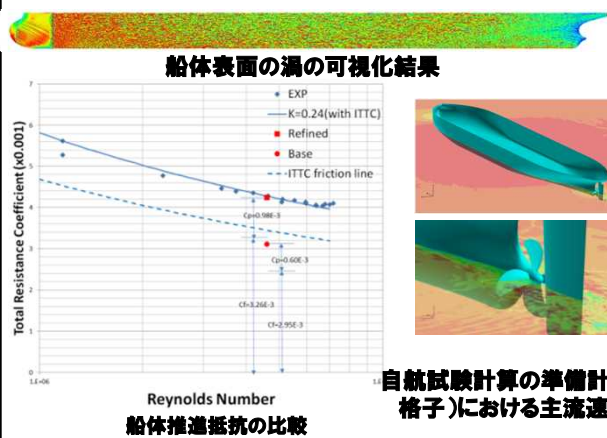 船体表面の渦の可視化結果
7
6
5
4
3
2
1
0
Total Resistance Coefficient (x0.001)
EXP
K=0.24(with ITTC)
Refined
Base
ITTC friction line
Cp=0.98E-3
Cp=0.60E-3
Cf=3.26E-3
Cf=2.95E-3
1.E+06
1.E
Reynolds Number
船体推進抵抗の比較
自航試験計算の準備計
格子)における主流速